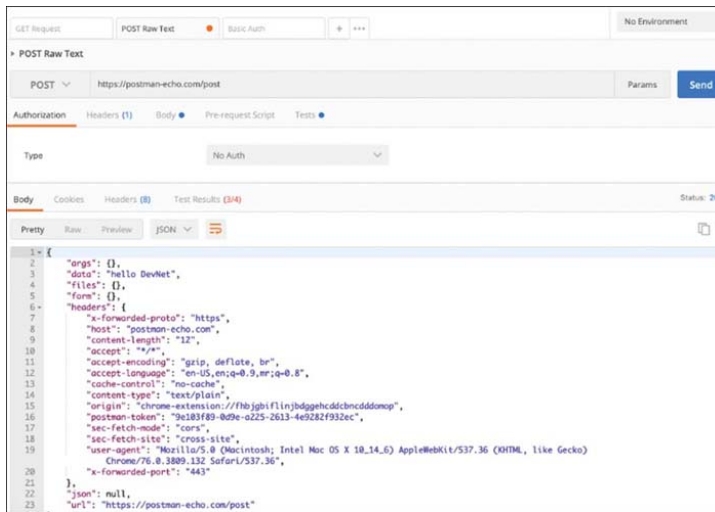 GET Request
POST Raw Text
Basic Auth
+
•••
No Environment
POST Raw Text
POST
https://postman-echo.com/post
Params
Send
Authorization
Headers (1)
Body
Pre-request Script
Tests
Type
No Auth
Body
Cookies
Headers (8)
Test Results (3/4)
Status: 2
Pretty
Raw
Preview
JSON
1 {
2 "args": {},
3 "data": "hello DevNet",
4 "files": {},
5 "form": {},
6 "headers": {
7 "x-forwarded-proto": "https",
8 "host": "postman-echo.com",
9 "content-length": "12",
10 "accept": "*/*",
11 "accept-encoding": "gzip, deflate, br",
12 "accept-language": "en-US,en;q=0.9,mr;q=0.8",
13 "cache-control": "no-cache",
14 "content-type": "text/plain",
15 "origin": "chrome-extension://fhbjgbiflinjbdggehcddcbncdddomop",
16 "postman-token": "9e103f89-0d9e-a225-2613-4e9282f932ec",
17 "sec-fetch-mode": "cors",
18 "sec-fetch-site": "cross-site",
19 "user-agent": "Mozilla/5.0 (Macintosh; Intel Mac OS X 10_14_6) AppleWebKit/537.36 (KHTML, like Gecko)
Chrome/76.0.3809.132 Safari/537.36",
20 "x-forwarded-port": "443"
21 },
22 "json": null,
23 "url": "https://postman-echo.com/post"